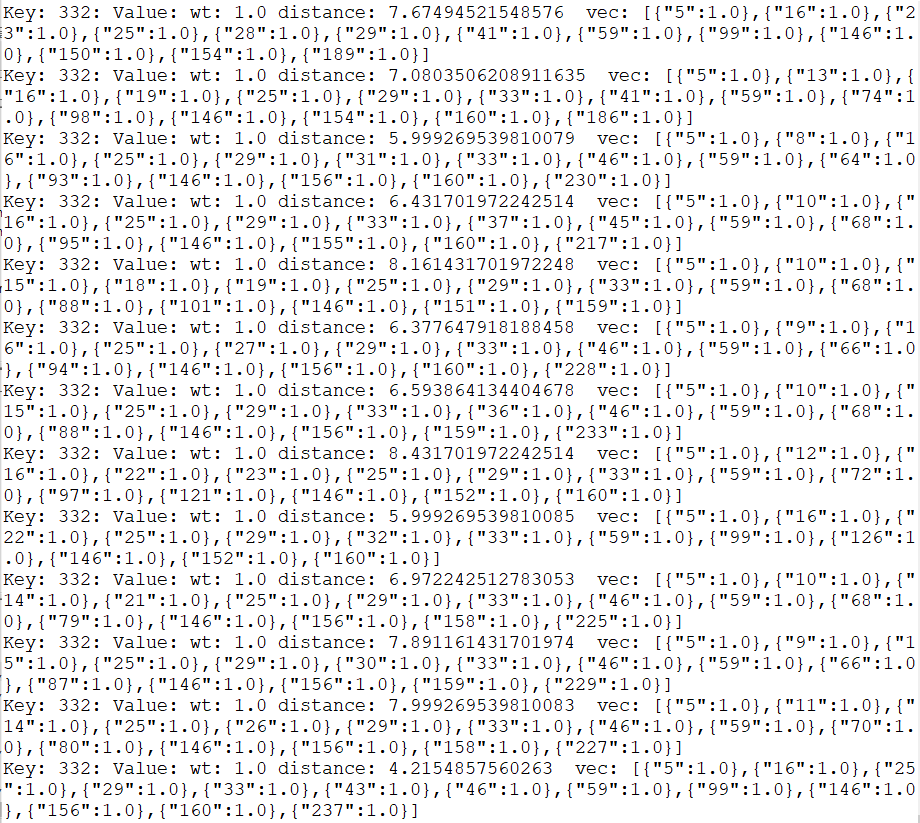 Key: 332: Value: wt: 1.0 distance: 7.67494521548576  vec: [{"5":1.0},{"16":1.0},{"2
3":1.0},{"25":1.0},{"28":1.0},{"29":1.0},{"41":1.0},{"59":1.0},{"99":1.0},{"146":1.
0},{"150":1.0},{"154":1.0},{"189":1.0}]
Key: 332: Value: wt: 1.0 distance: 7.0803506208911635  vec: [{"5":1.0},{"13":1.0},{
"16":1.0},{"19":1.0},{"25":1.0},{"29":1.0},{"33":1.0},{"41":1.0},{"59":1.0},{"74":1
.0},{"98":1.0},{"146":1.0},{"154":1.0},{"160":1.0},{"186":1.0}]
Key: 332: Value: wt: 1.0 distance: 5.999269539810079  vec: [{"5":1.0},{"8":1.0},{"1
6":1.0},{"25":1.0},{"29":1.0},{"31":1.0},{"33":1.0},{"46":1.0},{"59":1.0},{"64":1.0
},{"93":1.0},{"146":1.0},{"156":1.0},{"160":1.0},{"230":1.0}]
Key: 332: Value: wt: 1.0 distance: 6.431701972242514  vec: [{"5":1.0},{"10":1.0},{"
16":1.0},{"25":1.0},{"29":1.0},{"33":1.0},{"37":1.0},{"45":1.0},{"59":1.0},{"68":1.
0},{"95":1.0},{"146":1.0},{"155":1.0},{"160":1.0},{"217":1.0}]
Key: 332: Value: wt: 1.0 distance: 8.161431701972248  vec: [{"5":1.0},{"10":1.0},{"
15":1.0},{"18":1.0},{"19":1.0},{"25":1.0},{"29":1.0},{"33":1.0},{"59":1.0},{"68":1.
0},{"88":1.0},{"101":1.0},{"146":1.0},{"151":1.0},{"159":1.0}]
Key: 332: Value: wt: 1.0 distance: 6.377647918188458  vec: [{"5":1.0},{"9":1.0},{"1
6":1.0},{"25":1.0},{"27":1.0},{"29":1.0},{"33":1.0},{"46":1.0},{"59":1.0},{"66":1.0
},{"94":1.0},{"146":1.0},{"156":1.0},{"160":1.0},{"228":1.0}]
Key: 332: Value: wt: 1.0 distance: 6.593864134404678  vec: [{"5":1.0},{"10":1.0},{"
15":1.0},{"25":1.0},{"29":1.0},{"33":1.0},{"36":1.0},{"46":1.0},{"59":1.0},{"68":1.
0},{"88":1.0},{"146":1.0},{"156":1.0},{"159":1.0},{"233":1.0}]
Key: 332: Value: wt: 1.0 distance: 8.431701972242514  vec: [{"5":1.0},{"12":1.0},{"
16":1.0},{"22":1.0},{"23":1.0},{"25":1.0},{"29":1.0},{"33":1.0},{"59":1.0},{"72":1.
0},{"97":1.0},{"121":1.0},{"146":1.0},{"152":1.0},{"160":1.0}]
Key: 332: Value: wt: 1.0 distance: 5.999269539810085  vec: [{"5":1.0},{"16":1.0},{"
22":1.0},{"25":1.0},{"29":1.0},{"32":1.0},{"33":1.0},{"59":1.0},{"99":1.0},{"126":1
.0},{"146":1.0},{"152":1.0},{"160":1.0}]
Key: 332: Value: wt: 1.0 distance: 6.972242512783053  vec: [{"5":1.0},{"10":1.0},{"
14":1.0},{"21":1.0},{"25":1.0},{"29":1.0},{"33":1.0},{"46":1.0},{"59":1.0},{"68":1.
0},{"79":1.0},{"146":1.0},{"156":1.0},{"158":1.0},{"225":1.0}]
Key: 332: Value: wt: 1.0 distance: 7.891161431701974  vec: [{"5":1.0},{"9":1.0},{"1
5":1.0},{"25":1.0},{"29":1.0},{"30":1.0},{"33":1.0},{"46":1.0},{"59":1.0},{"66":1.0
},{"87":1.0},{"146":1.0},{"156":1.0},{"159":1.0},{"229":1.0}]
Key: 332: Value: wt: 1.0 distance: 7.999269539810083  vec: [{"5":1.0},{"11":1.0},{"
14":1.0},{"25":1.0},{"26":1.0},{"29":1.0},{"33":1.0},{"46":1.0},{"59":1.0},{"70":1.
0},{"80":1.0},{"146":1.0},{"156":1.0},{"158":1.0},{"227":1.0}]
Key: 332: Value: wt: 1.0 distance: 4.2154857560263  vec: [{"5":1.0},{"16":1.0},{"25
":1.0},{"29":1.0},{"33":1.0},{"43":1.0},{"46":1.0},{"59":1.0},{"99":1.0},{"146":1.0
},{"156":1.0},{"160":1.0},{"237":1.0}]